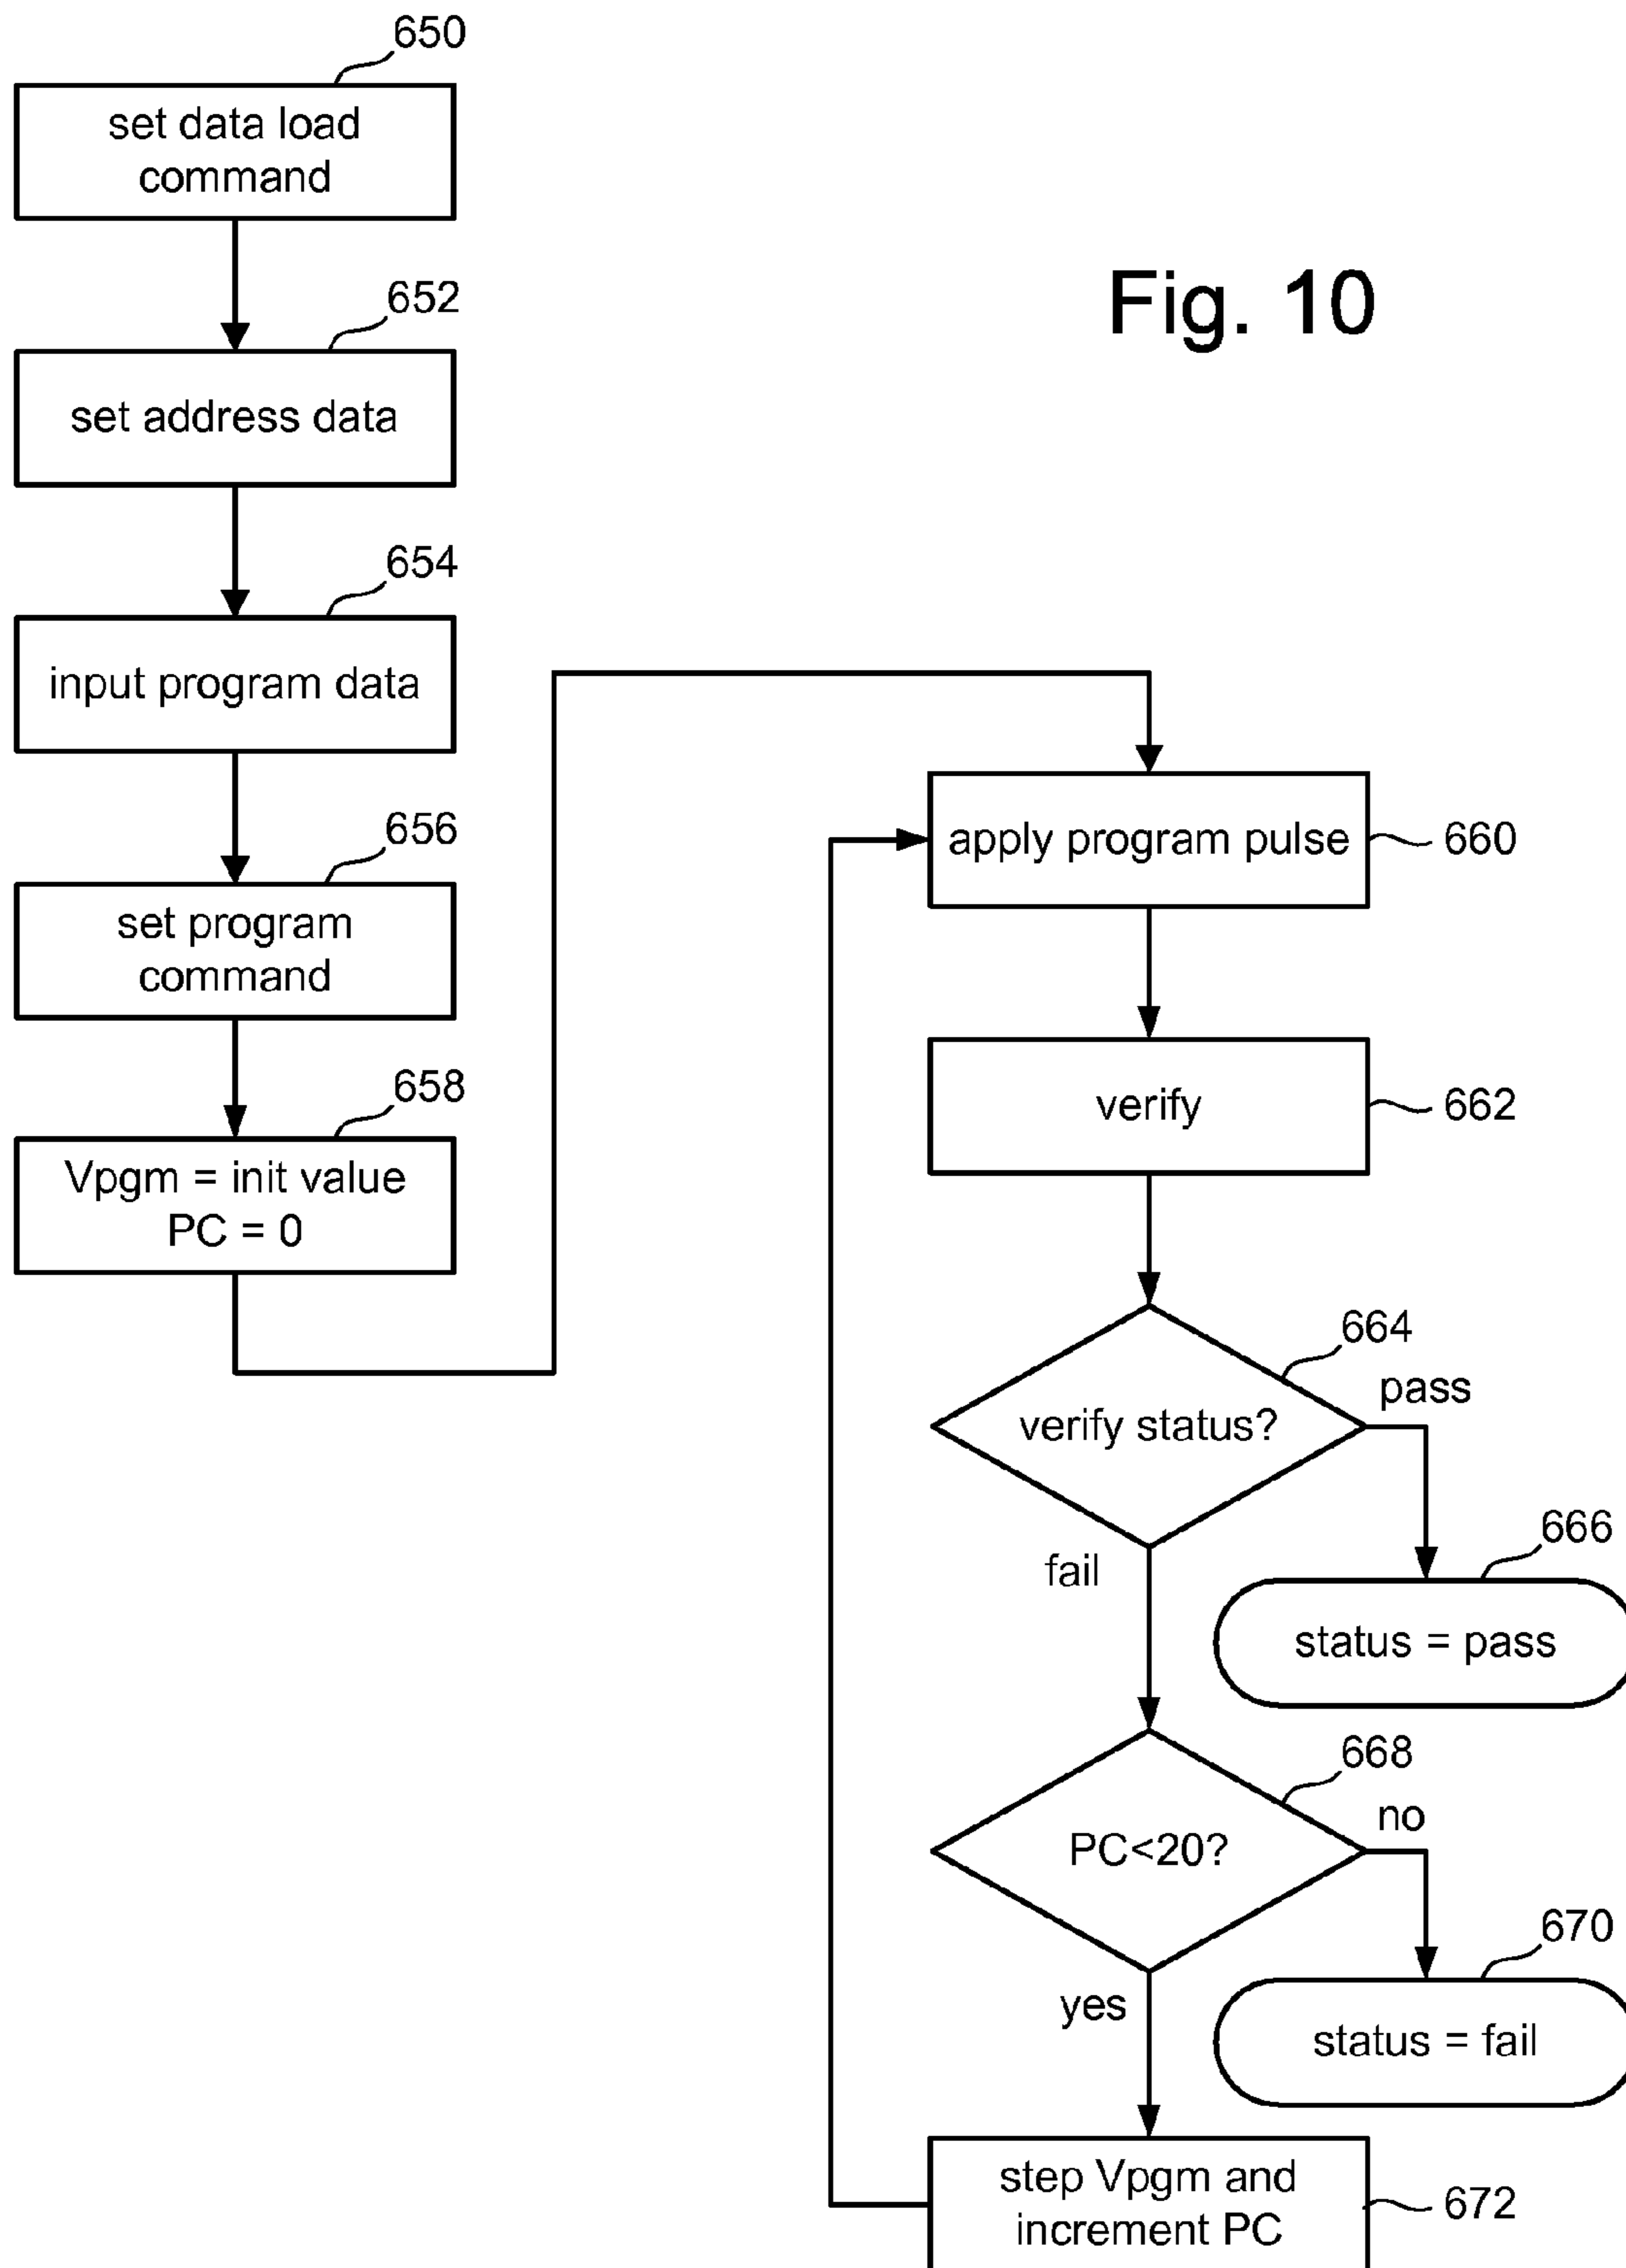 650
set data load
command
Fig. 10
652
set address data
654
input program data
656
set program
command
658
Vpgm = init value
PC = 0
apply program pulse
660
verify
662
664
verify status?
pass
fail
666
status = pass
668
PC<20?
no
yes
670
status = fail
step Vpgm and
increment PC
672